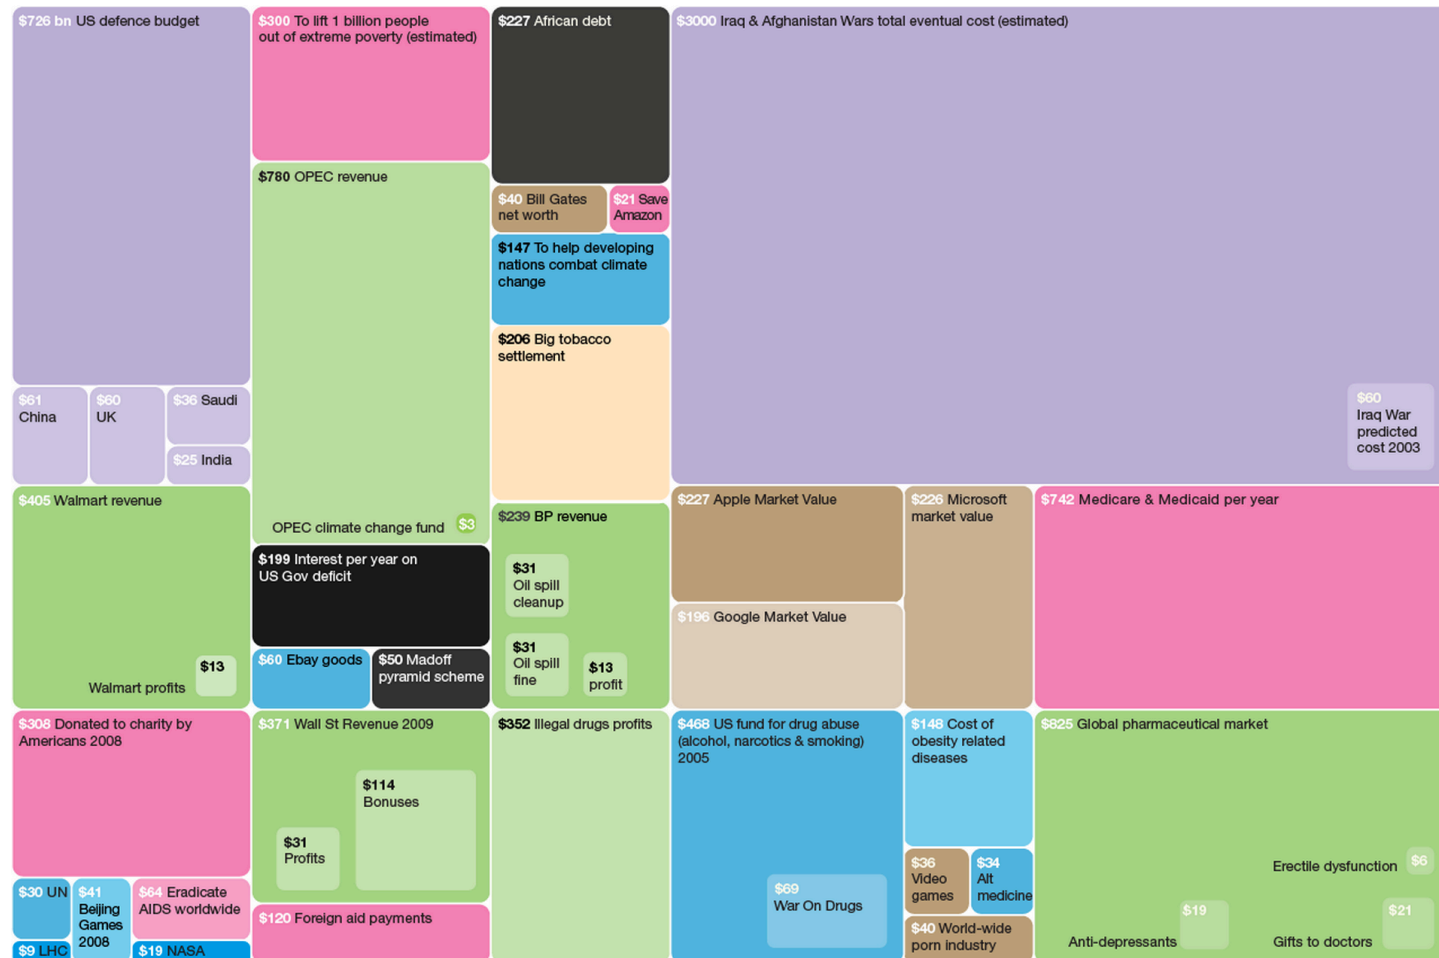 $726 bn US defence budget
$300 To lift 1 billion people
out of extreme poverty (estimated)
$227 African debt
$3000 Iraq & Afghanistan Wars total eventual cost (estimated)
$780 OPEC revenue
$40 Bill Gates
net worth
$21 Save
Amazon
$147 To help developing
nations combat climate
change
$206 Big tobacco
settlement
$61
China
$60
UK
$36 Saudi
$25 India
$60
Iraq War
predicted
cost 2003
$405 Walmart revenue
$13
Walmart profits
OPEC climate change fund $3
$199 Interest per year on
US Gov deficit
$60 Ebay goods
$50 Madoff
pyramid scheme
$239 BP revenue
$31
Oil spill
cleanup
$31
Oil spill
fine
$13
profit
$227 Apple Market Value
$196 Google Market Value
$226 Microsoft
market value
$742 Medicare & Medicaid per year
$308 Donated to charity by
Americans 2008
$371 Wall St Revenue 2009
$114
Bonuses
$31
Profits
$352 Illegal drugs profits
$468 US fund for drug abuse
(alcohol, narcotics & smoking)
2005
$69
War On Drugs
$148 Cost of
obesity related
diseases
$825 Global pharmaceutical market
$36
Video
games
$34
Alt
medicine
$40 World-wide
porn industry
Erectile dysfunction $6
$19
Anti-depressants
$21
Gifts to doctors
$30 UN
$41
Beijing
Games
2008
$64 Eradicate
AIDS worldwide
$9 LHC
$19 NASA
$120 Foreign aid payments